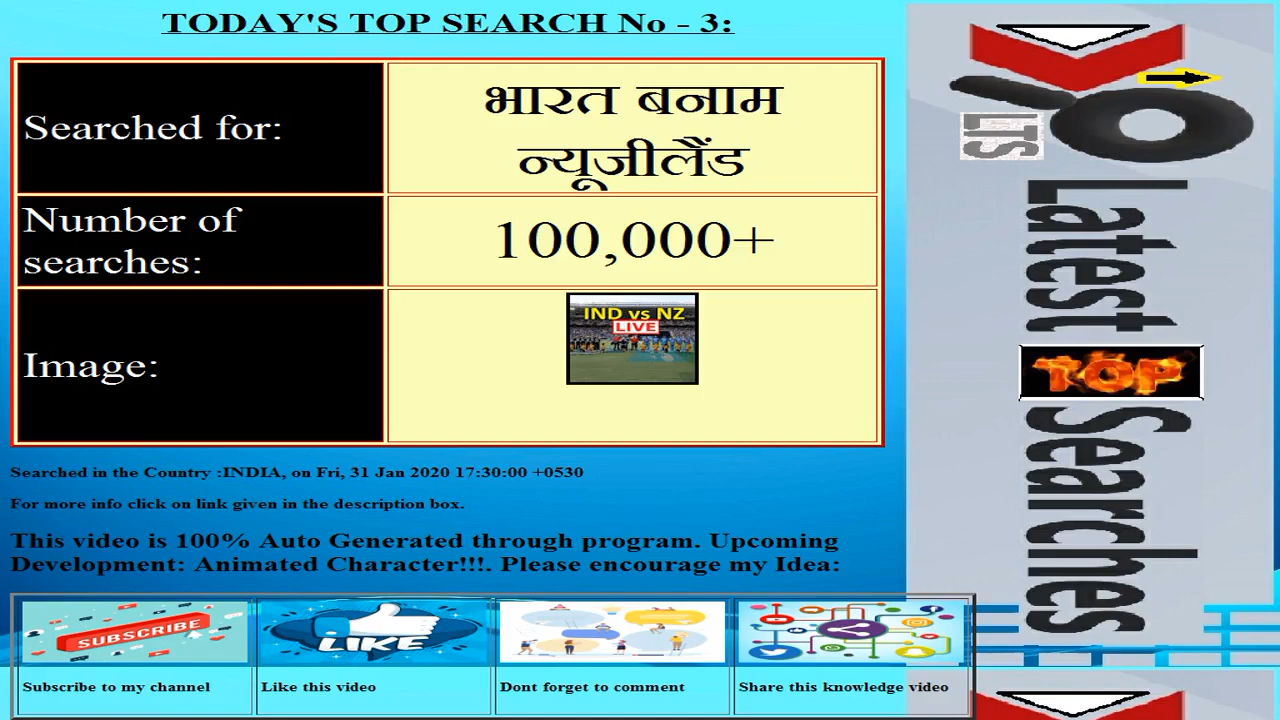 TODAY'S TOP SEARCH No - 3:
Searched for:
भारत बनाम
न्यूजीलैंड
Number of
searches:
100,000+
Image:
IND vs NZ
LIVE
Searched in the Country :INDIA, on Fri, 31 Jan 2020 17:30:00 +0530
For more info click on link given in the description box.
This video is 100% Auto Generated through program. Upcoming
Development: Animated Character!!!. Please encourage my Idea:
SUBSCRIBE
LIKE
Subscribe to my channel
Like this video
Dont forget to comment
Share this knowledge video
LTS
Latest
TOP
Searches